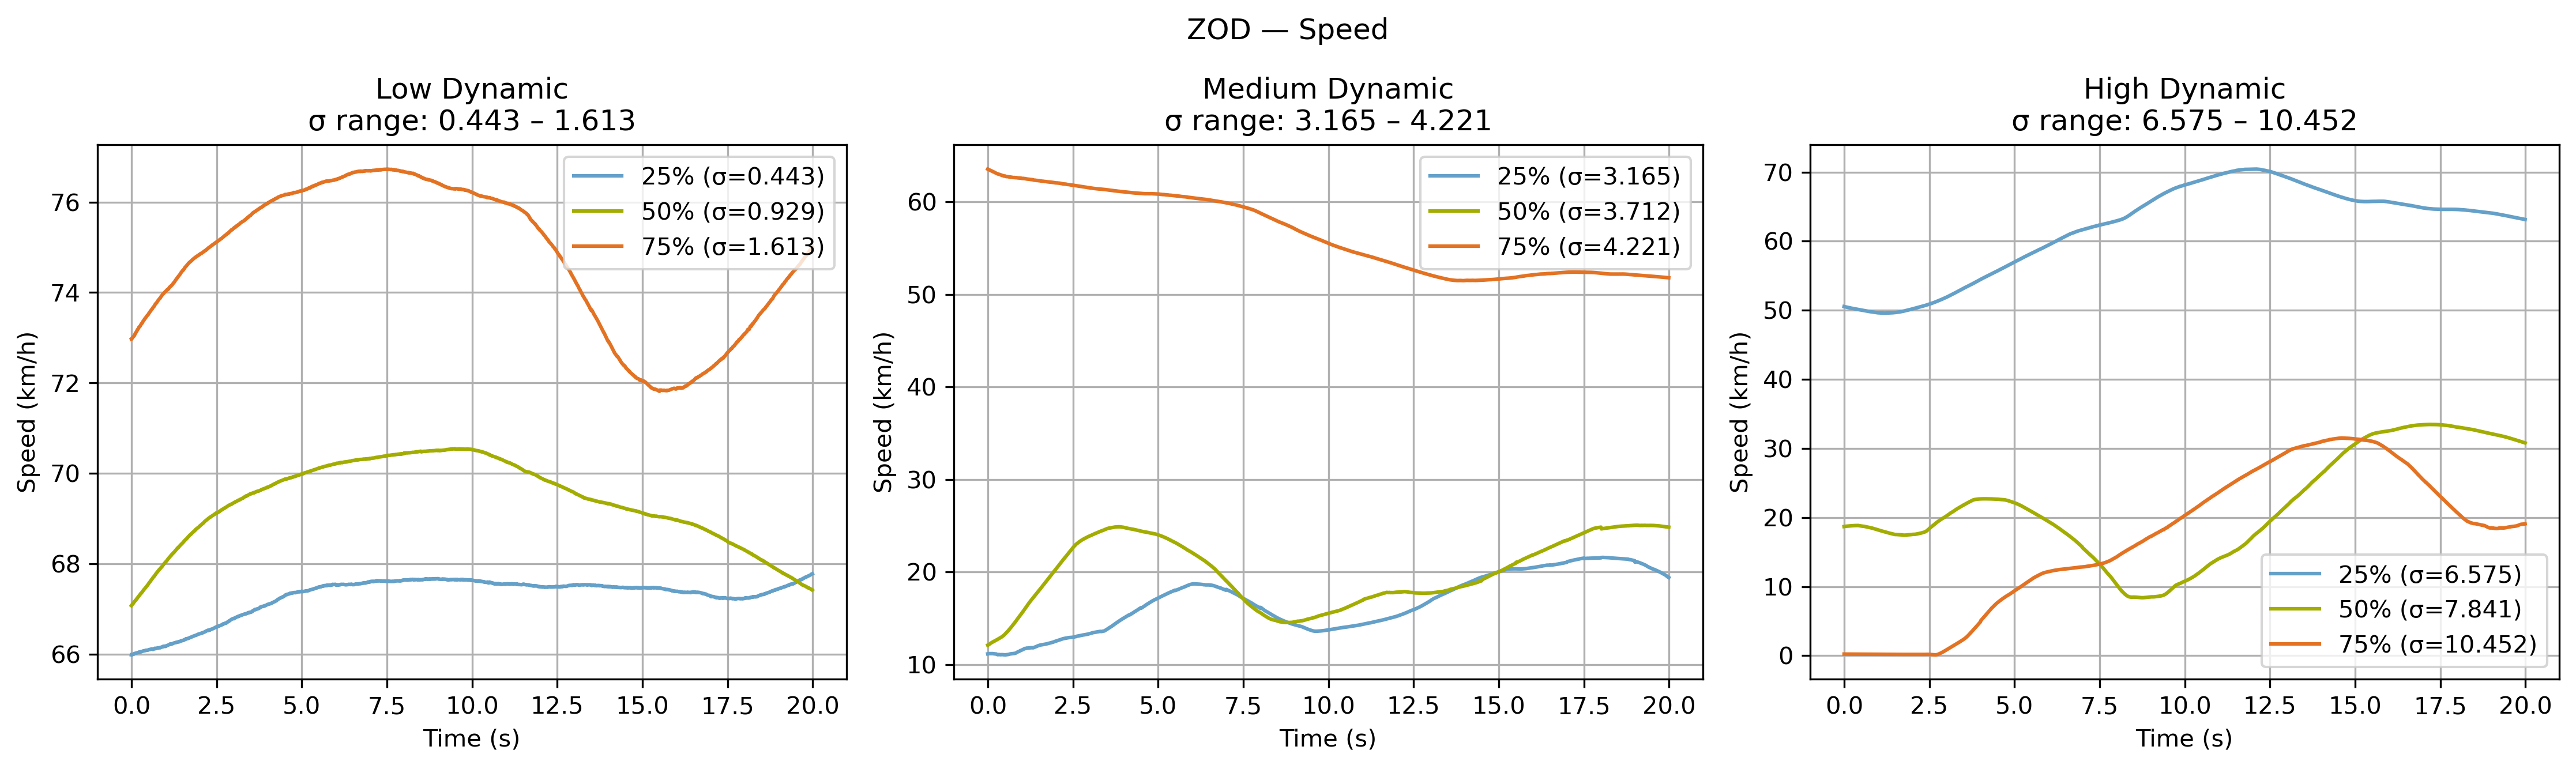 ZOD — Speed
Low Dynamic
σ range: 0.443 – 1.613
Speed (km/h)
76
74
72
70
68
66
0.0 2.5 5.0 7.5 10.0 12.5 15.0 17.5 20.0
Time (s)
25% (σ=0.443)
50% (σ=0.929)
75% (σ=1.613)
Medium Dynamic
σ range: 3.165 – 4.221
Speed (km/h)
60
50
40
30
20
10
0.0 2.5 5.0 7.5 10.0 12.5 15.0 17.5 20.0
Time (s)
25% (σ=3.165)
50% (σ=3.712)
75% (σ=4.221)
High Dynamic
σ range: 6.575 – 10.452
Speed (km/h)
70
60
50
40
30
20
10
0
0.0 2.5 5.0 7.5 10.0 12.5 15.0 17.5 20.0
Time (s)
25% (σ=6.575)
50% (σ=7.841)
75% (σ=10.452)